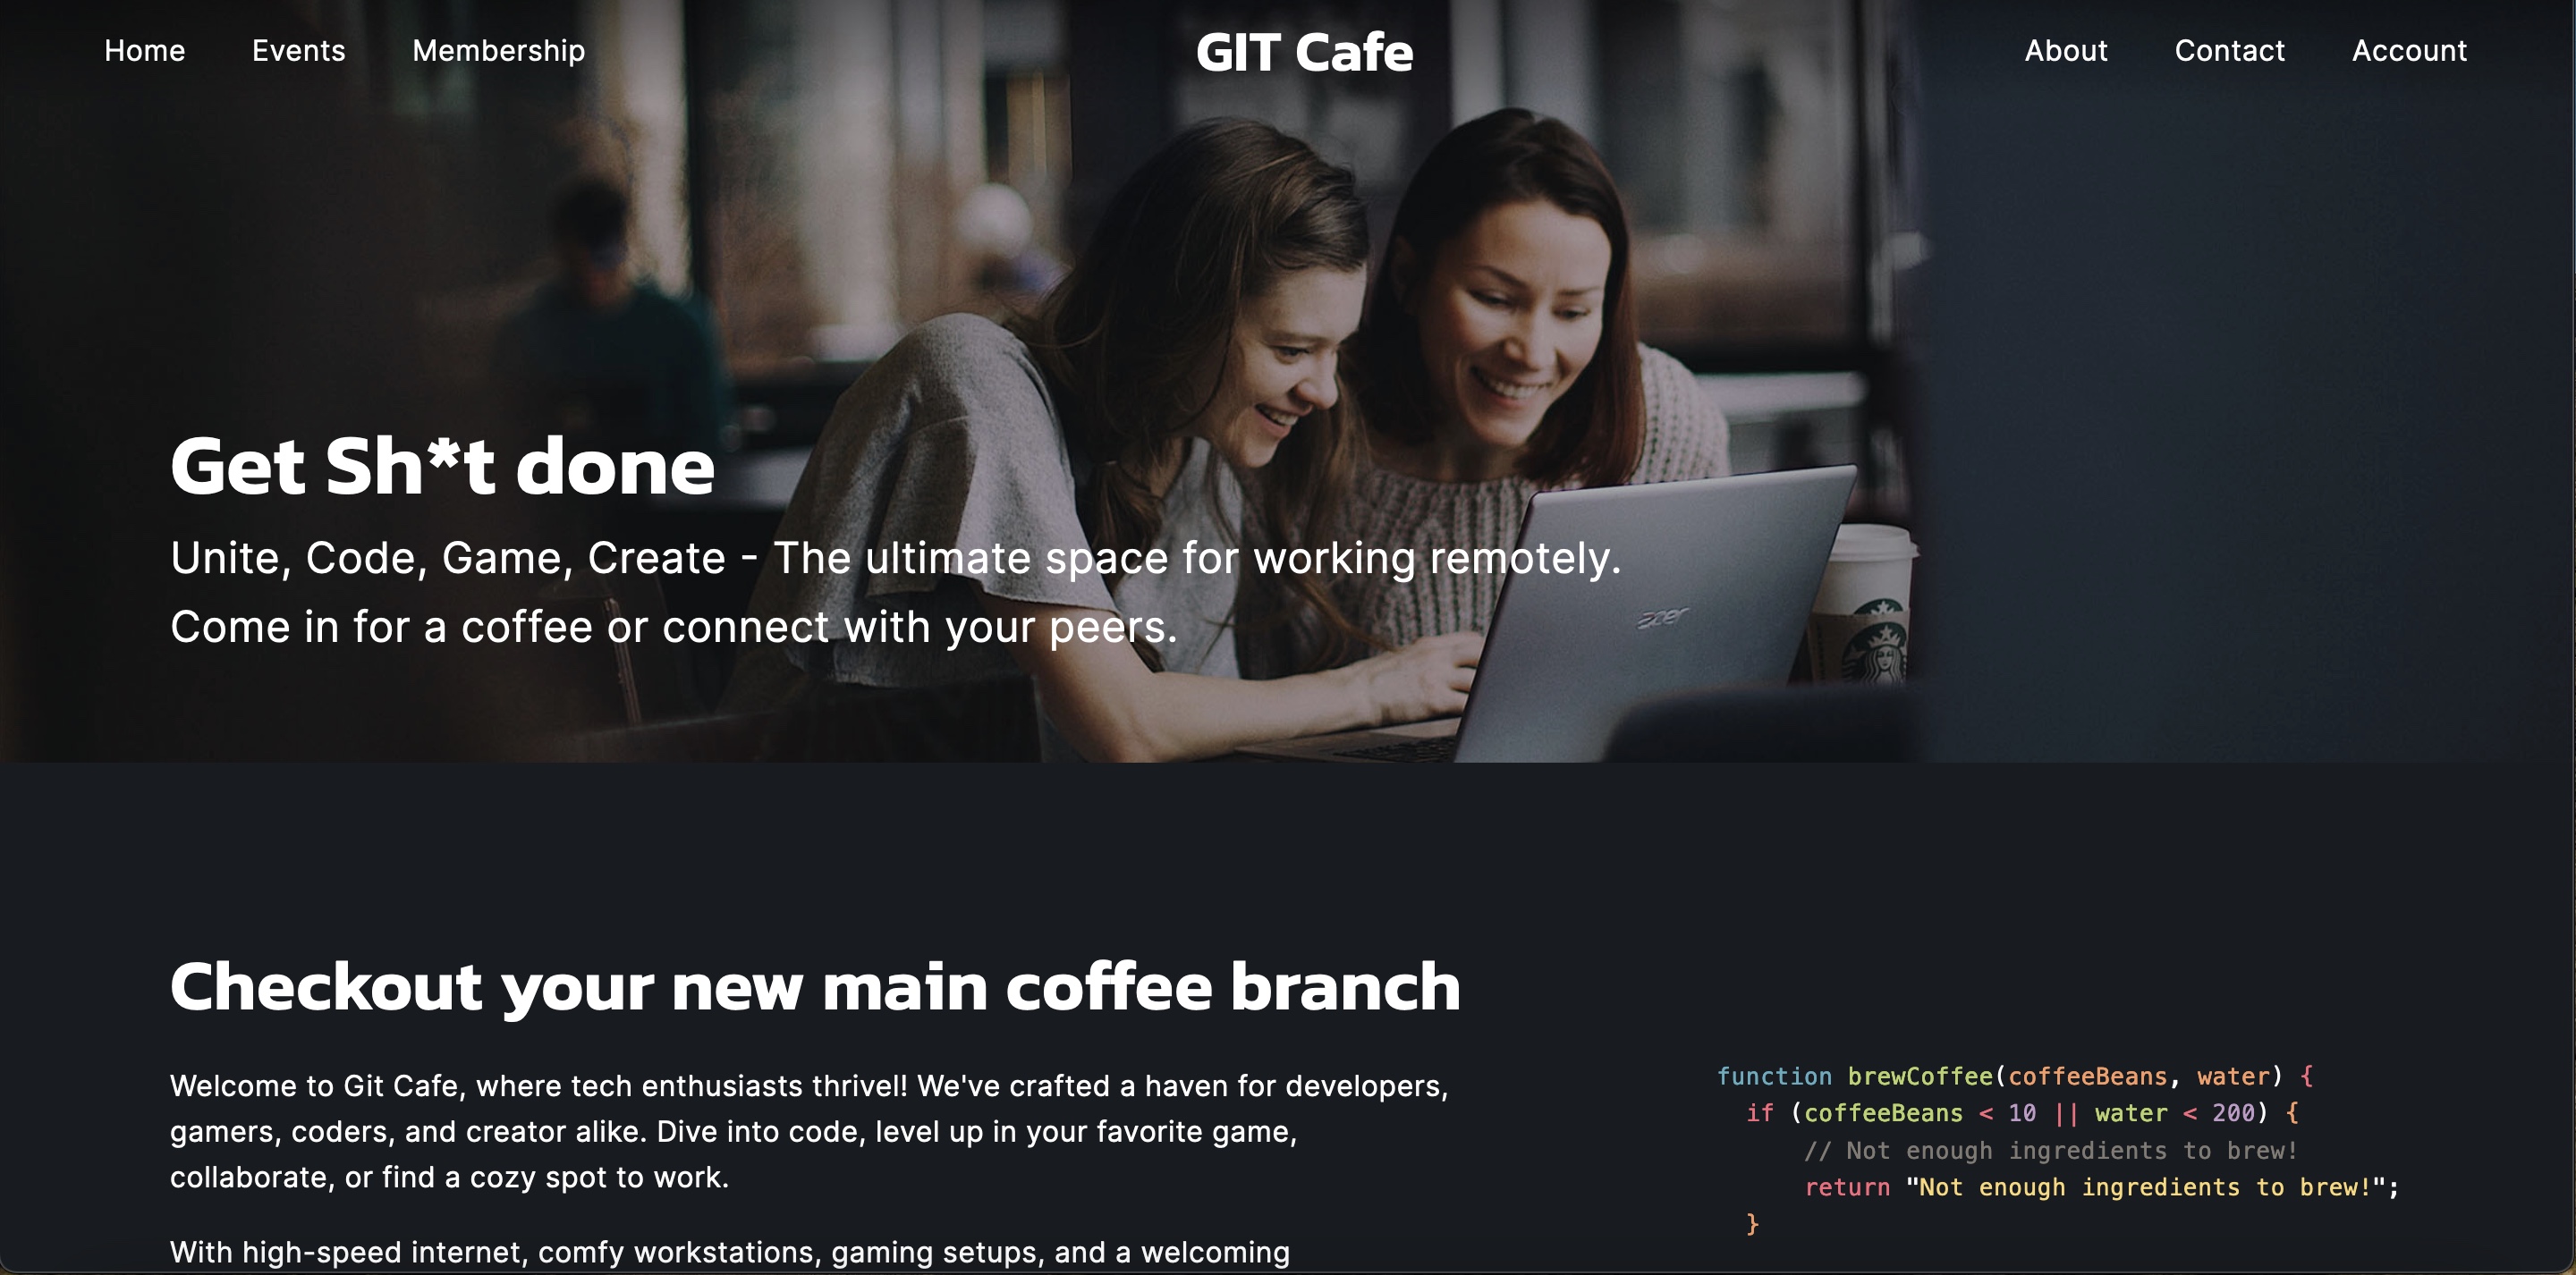 Home Events Membership GIT Cafe About Contact Account
Get Sh*t done
Unite, Code, Game, Create - The ultimate space for working remotely.
Come in for a coffee or connect with your peers.
acer
Checkout your new main coffee branch
Welcome to Git Cafe, where tech enthusiasts thrivel! We've crafted a haven for developers,
gamers, coders, and creator alike. Dive into code, level up in your favorite game,
collaborate, or find a cozy spot to work.
With high-speed internet, comfy workstations, gaming setups, and a welcoming
function brewCoffee(coffeeBeans, water) {
if (coffeeBeans < 10 || water < 200) {
// Not enough ingredients to brew!
return "Not enough ingredients to brew!";
}